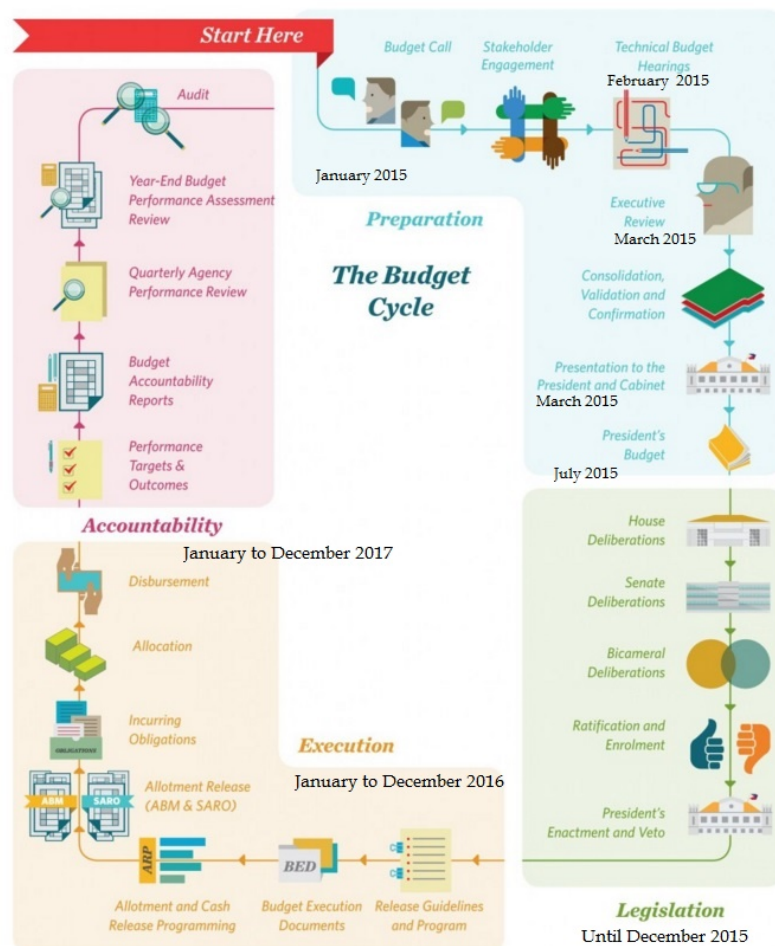 Start Here
Budget Call
Stakeholder
Engagement
Technical Budget
Hearings
February 2015
January 2015
Preparation
Executive
Review
March 2015
Consolidation,
Validation and
Confirmation
Presentation to the
President and Cabinet
March 2015
President's
Budget
July 2015
The Budget
Cycle
House
Deliberations
Senate
Deliberations
Bicameral
Deliberations
Ratification and
Enrolment
President's
Enactment and Veto
Legislation
Until December 2015
Release Guidelines
and Program
BED
Budget Execution
Documents
ARP
Allotment and Cash
Release Programming
Execution
January to December 2016
ABM
SARO
Allotment Release
(ABM & SARO)
OBLIGATIONS
Incurring
Obligations
Allocation
Disbursement
Accountability
January to December 2017
Performance
Targets &
Outcomes
Budget
Accountability
Reports
Quarterly Agency
Performance Review
Year-End Budget
Performance Assessment
Review
Audit